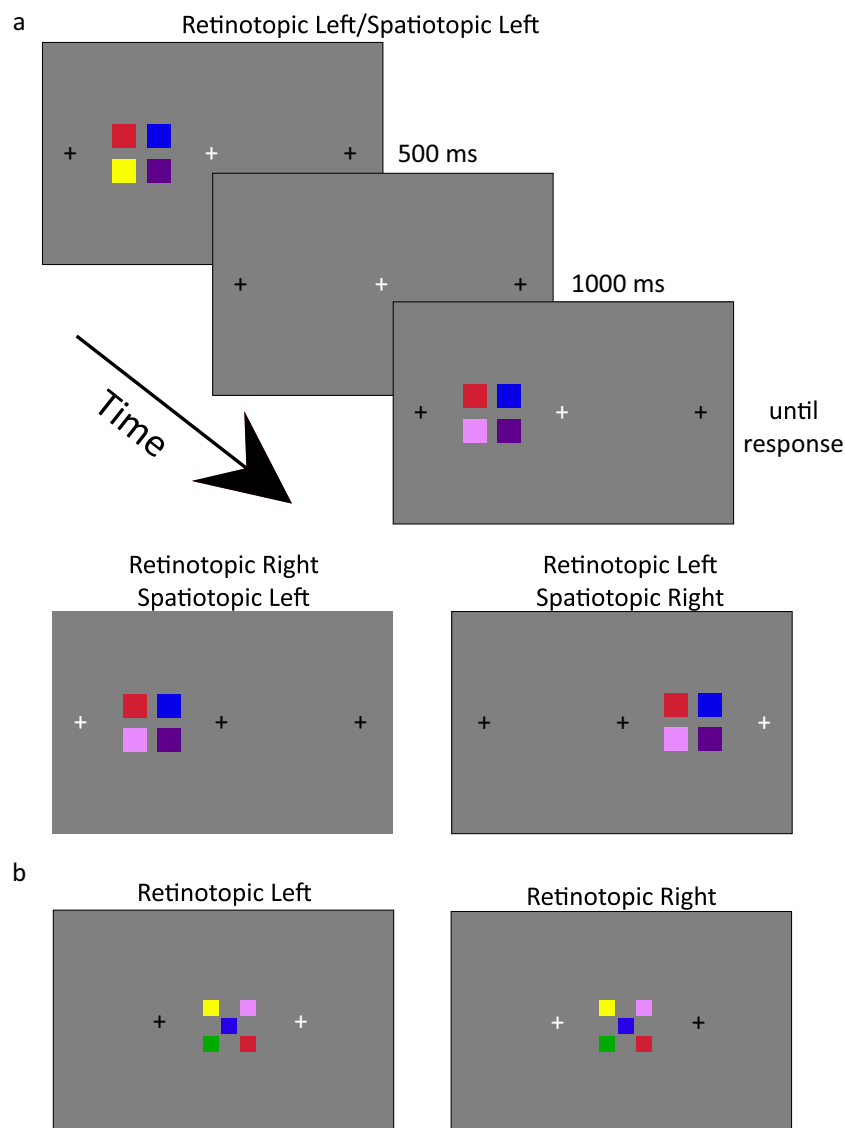 a
Retinotopic Left/Spatiotopic Left
500 ms
1000 ms
Time
until
response
Retinotopic Right
Spatiotopic Left
Retinotopic Left
Spatiotopic Right
b
Retinotopic Left
Retinotopic Right